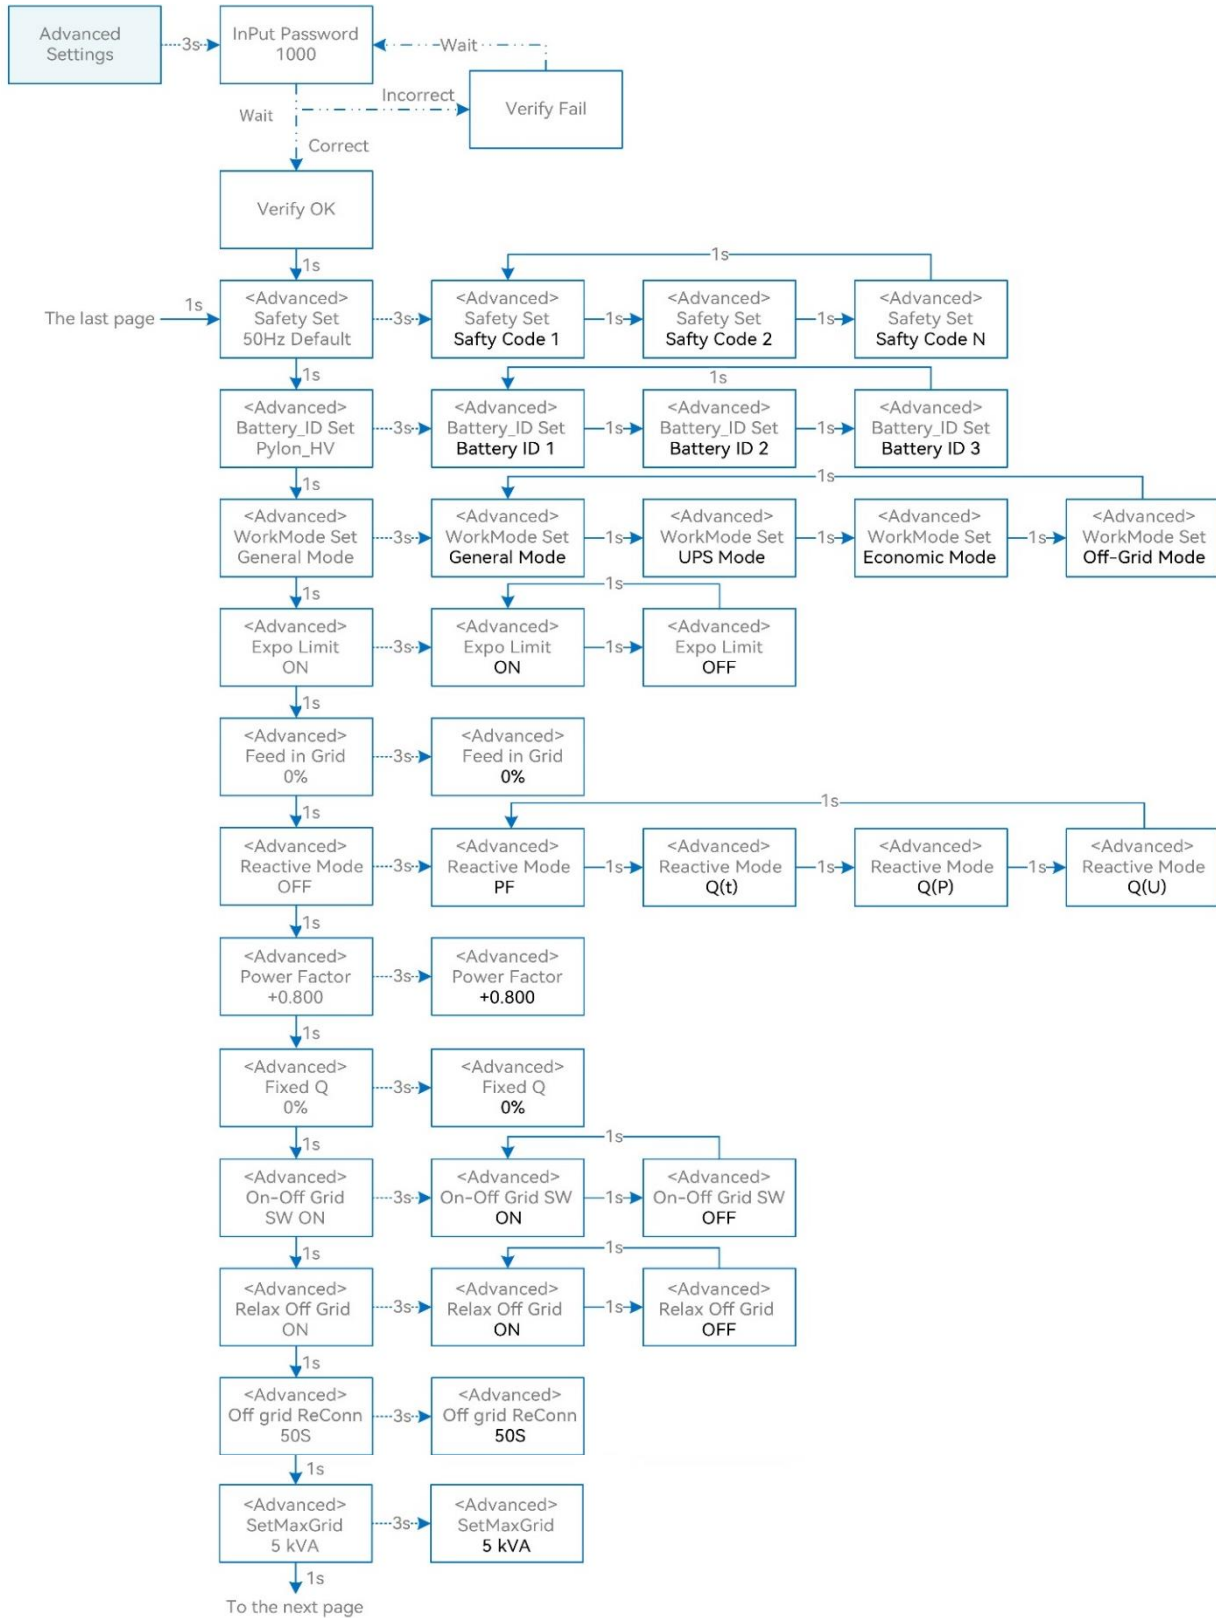 Advanced
Settings
3s
InPut Password
1000
Wait
Incorrect
Verify Fail
Wait
Correct
Verify OK
1s
1s
The last page
1s
<Advanced>
Safety Set
50Hz Default
3s
<Advanced>
Safety Set
Safty Code 1
1s
<Advanced>
Safety Set
Safty Code 2
1s
<Advanced>
Safety Set
Safty Code N
1s
1s
<Advanced>
Battery_ID Set
Pylon_HV
3s
<Advanced>
Battery_ID Set
Battery ID 1
1s
<Advanced>
Battery_ID Set
Battery ID 2
1s
<Advanced>
Battery_ID Set
Battery ID 3
1s
1s
<Advanced>
WorkMode Set
General Mode
3s
<Advanced>
WorkMode Set
General Mode
1s
<Advanced>
WorkMode Set
UPS Mode
1s
<Advanced>
WorkMode Set
Economic Mode
1s
<Advanced>
WorkMode Set
Off-Grid Mode
1s
1s
<Advanced>
Expo Limit
ON
3s
<Advanced>
Expo Limit
ON
1s
<Advanced>
Expo Limit
OFF
1s
<Advanced>
Feed in Grid
0%
3s
<Advanced>
Feed in Grid
0%
1s
1s
<Advanced>
Reactive Mode
OFF
3s
<Advanced>
Reactive Mode
PF
1s
<Advanced>
Reactive Mode
Q(t)
1s
<Advanced>
Reactive Mode
Q(P)
1s
<Advanced>
Reactive Mode
Q(U)
1s
<Advanced>
Power Factor
+0.800
3s
<Advanced>
Power Factor
+0.800
1s
<Advanced>
Fixed Q
0%
3s
<Advanced>
Fixed Q
0%
1s
1s
<Advanced>
On-Off Grid
SW ON
3s
<Advanced>
On-Off Grid SW
ON
1s
<Advanced>
On-Off Grid SW
OFF
1s
1s
<Advanced>
Relax Off Grid
ON
3s
<Advanced>
Relax Off Grid
ON
1s
<Advanced>
Relax Off Grid
OFF
1s
<Advanced>
Off grid ReConn
50S
3s
<Advanced>
Off grid ReConn
50S
1s
<Advanced>
SetMaxGrid
5 kVA
3s
<Advanced>
SetMaxGrid
5 kVA
1s
To the next page